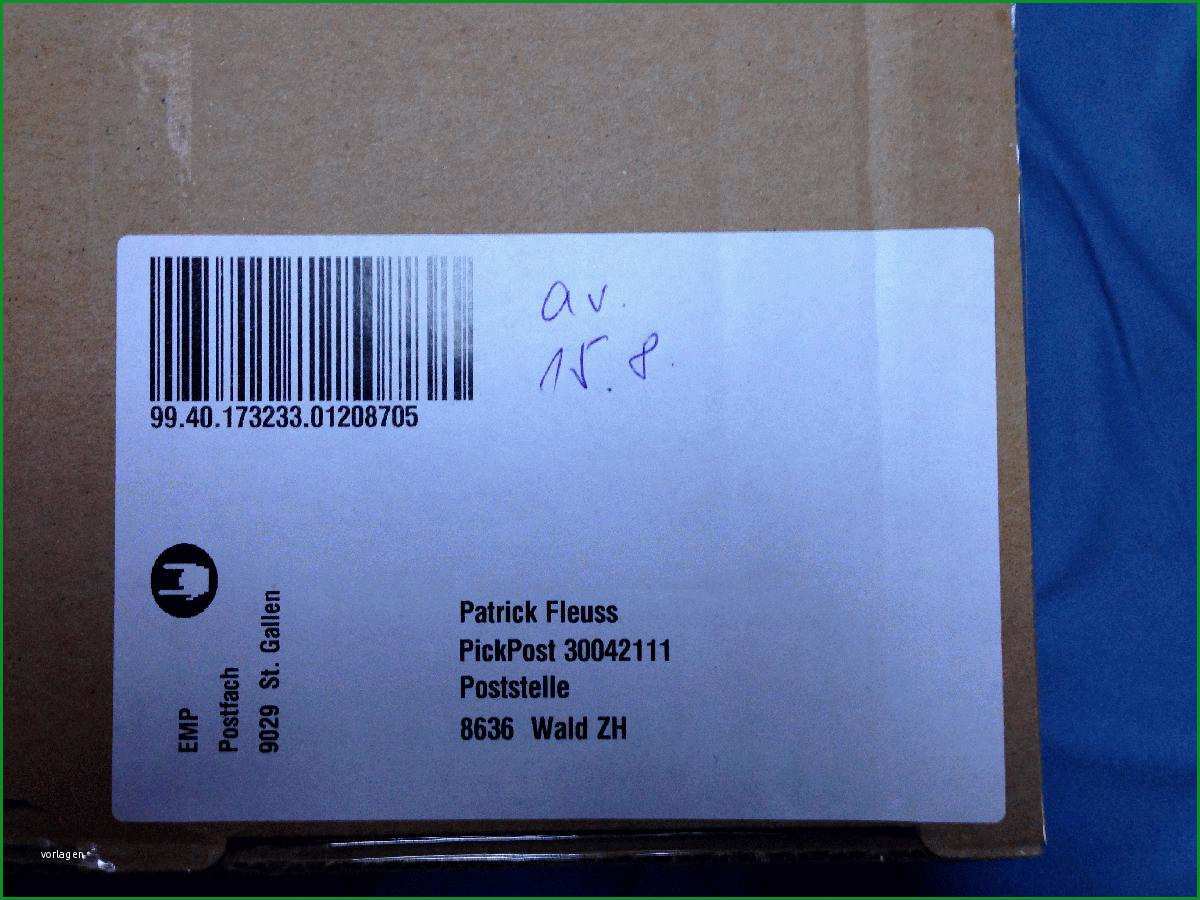 av.
15.8.
99.40.173233.01208705
EMP
Postfach
9029 St. Gallen
Patrick Fleuss
PickPost 30042111
Poststelle
8636 Wald ZH
vorlagen